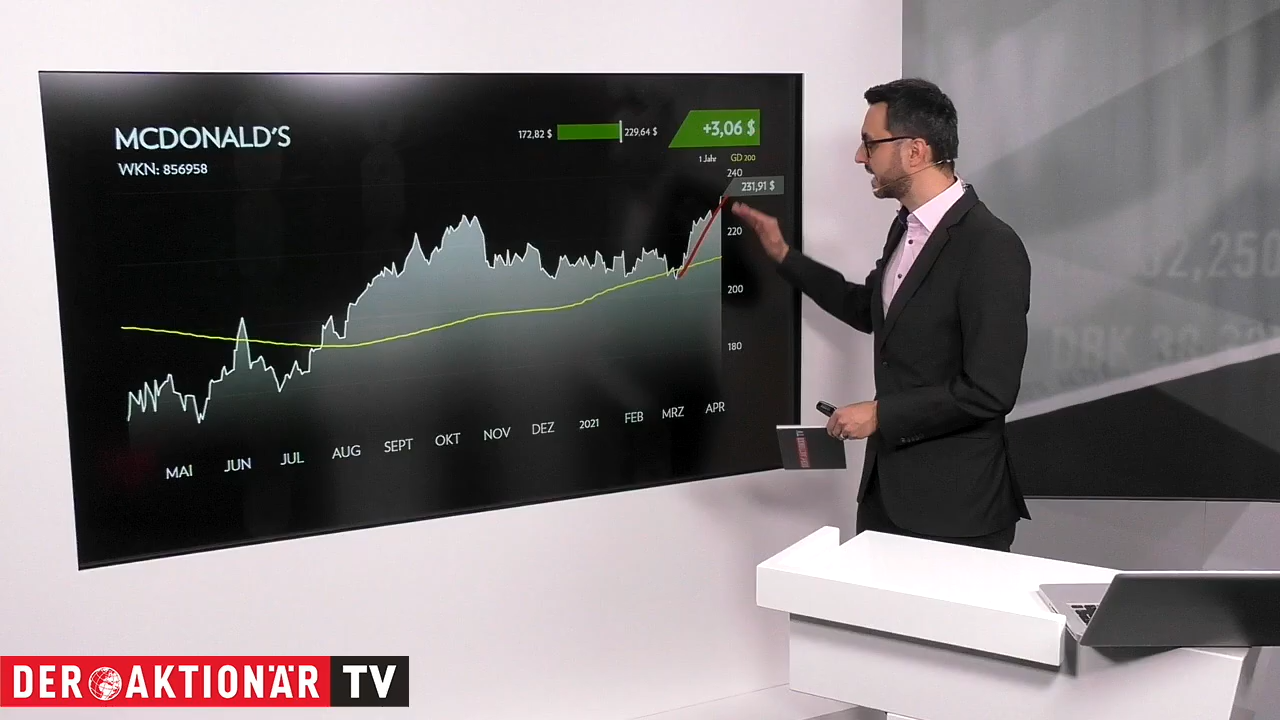 MCDONALD'S
WKN: 856958
172,82 $ 229,64 $
+3,06 $
1 Jahr GD 200
240
231,91 $
220
200
180
MAI JUN JUL AUG SEPT OKT NOV DEZ 2021 FEB MRZ APR
DER AKTIONÄR TV